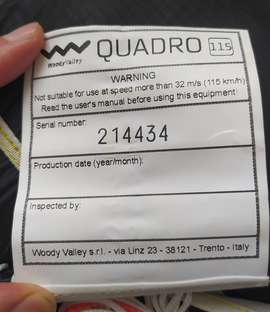 Woody Valley
QUADRO 115
WARNING
Not suitable for use at speed more than 32 m/s (115 km/h)
Read the user's manual before using this equipment
Serial number:
214434
Production date (year/month):
Inspected by:
Woody Valley s.r.l. - via Linz 23 - 38121 - Trento - Italy